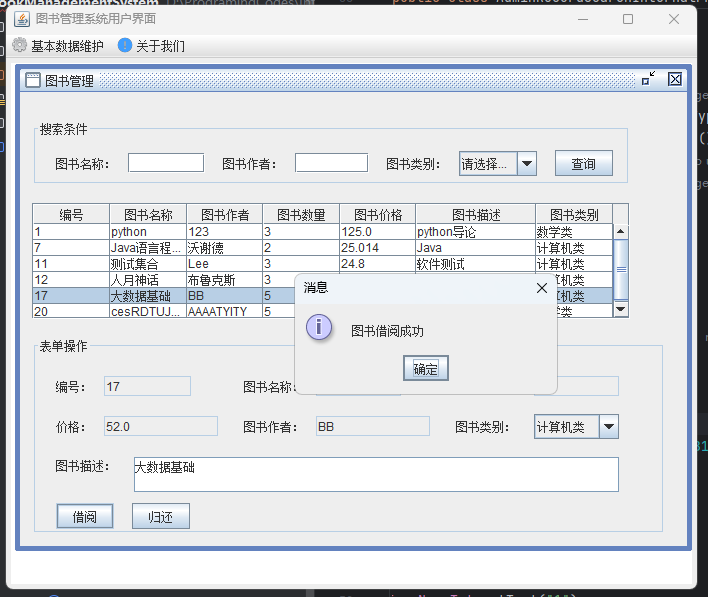 ookManagementSystem
图书管理系统用户界面
基本数据维护 关于我们
图书管理
搜索条件
图书名称: 图书作者: 图书类别: 请选择... 查询
编号 图书名称 图书作者 图书数量 图书价格 图书描述 图书类别
1 python 123 3 125.0 python导论 数学类
7 Java语言程... 沃谢德 2 25.014 Java 计算机类
11 测试集合 Lee 3 24.8 软件测试 计算机类
12 人月神话 布鲁克斯 3 机类
17 大数据基础 BB 5 机类
20 cesRDTUJ... AAAATYITY 5 类
消息
图书借阅成功
确定
表单操作
编号: 17 图书名称:
价格: 52.0 图书作者: BB 图书类别: 计算机类
图书描述: 大数据基础
借阅 归还